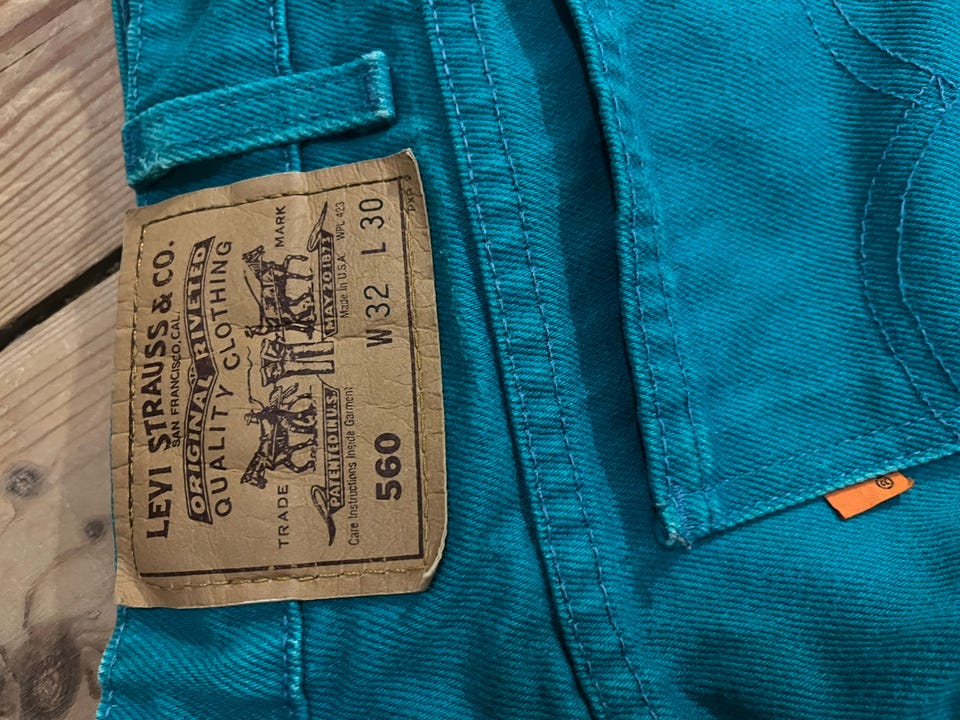 LEVI STRAUSS & CO.
SAN FRANCISCO, CAL.
ORIGINAL RIVETED
QUALITY CLOTHING
TRADE MARK
PATENTED IN U.S. MAY 20 1873
Care Instructions Inside Garment Made in U.S.A. WPL 423
560 W 32 L 30